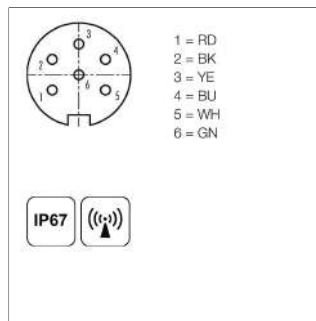 3
2
4
6
1
5
1 = RD
2 = BK
3 = YE
4 = BU
5 = WH
6 = GN
IP67